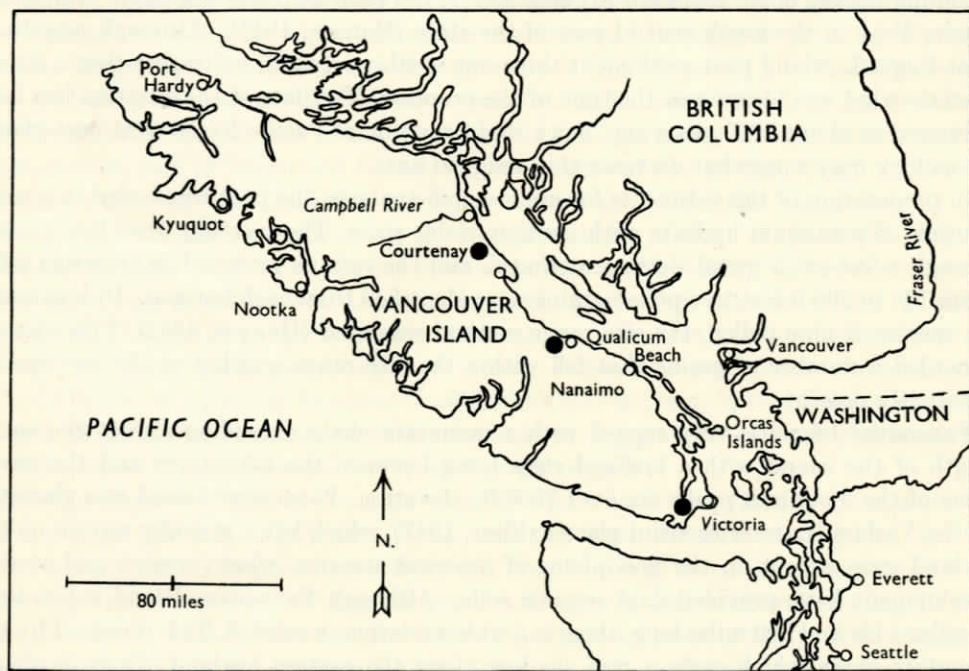 Port
Hardy
BRITISH
COLUMBIA
Fraser River
Kyuquot
Campbell River
Courtenay
Nootka
VANCOUVER
ISLAND
Qualicum
Beach
Vancouver
Nanaimo
PACIFIC OCEAN
Orcas
Islands
WASHINGTON
Victoria
N.
80 miles
Everett
Seattle